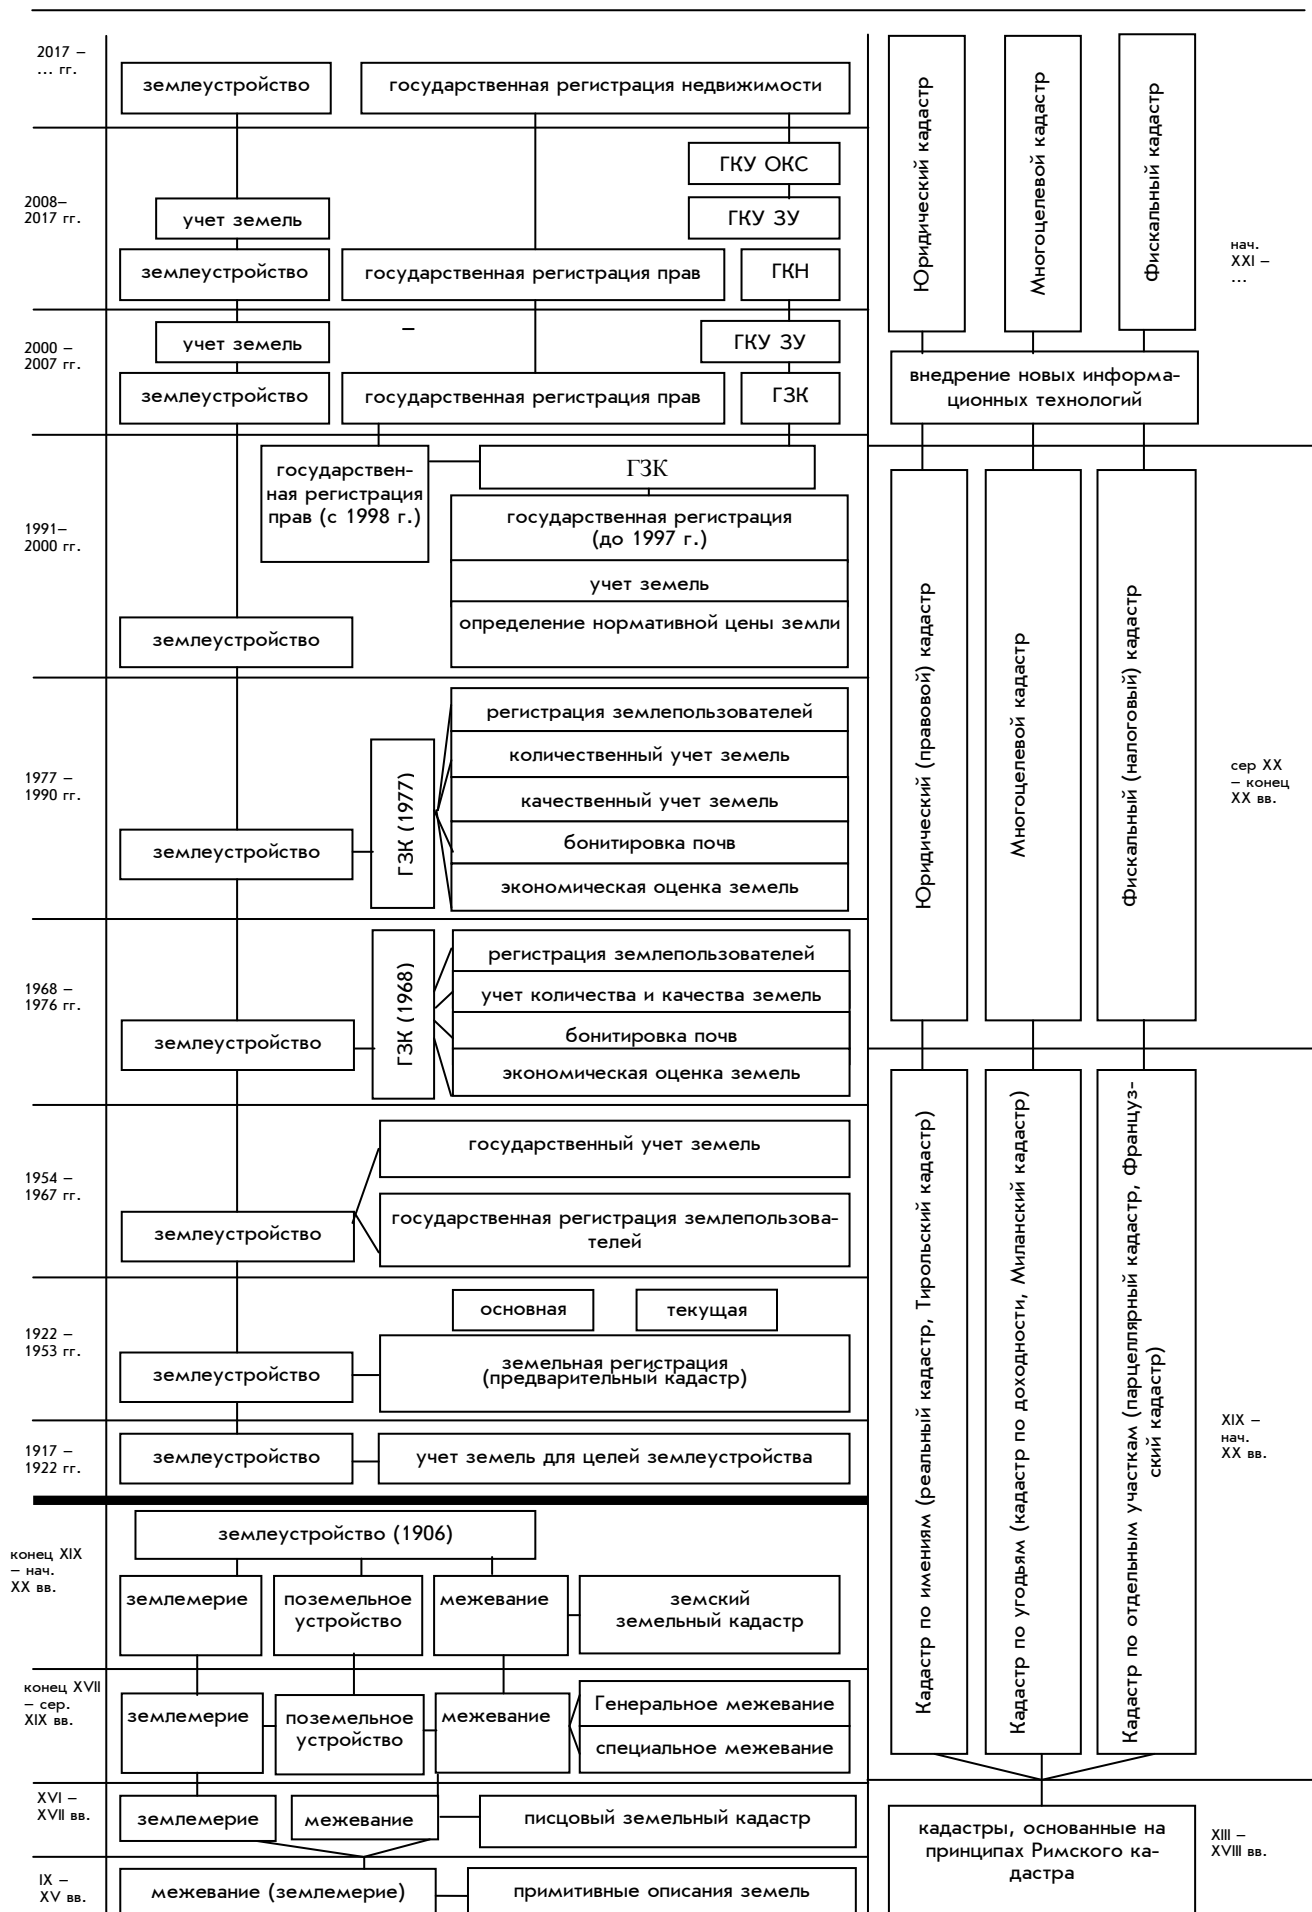 2017 –
... гг.
землеустройство
государственная регистрация недвижимости
2008–
2017 гг.
ГКУ ОКС
ГКУ ЗУ
учет земель
землеустройство
государственная регистрация прав
ГКН
2000 –
2007 гг.
учет земель
–
ГКУ ЗУ
землеустройство
государственная регистрация прав
ГЗК
1991–
2000 гг.
государствен-
ная регистрация
прав (с 1998 г.)
ГЗК
государственная регистрация
(до 1997 г.)
учет земель
определение нормативной цены земли
землеустройство
1977 –
1990 гг.
землеустройство
ГЗК (1977)
регистрация землепользователей
количественный учет земель
качественный учет земель
бонитировка почв
экономическая оценка земель
1968 –
1976 гг.
землеустройство
ГЗК (1968)
регистрация землепользователей
учет количества и качества земель
бонитировка почв
экономическая оценка земель
1954 –
1967 гг.
землеустройство
государственный учет земель
государственная регистрация землепользова-
телей
1922 –
1953 гг.
основная
текущая
землеустройство
земельная регистрация
(предварительный кадастр)
1917 –
1922 гг.
землеустройство
учет земель для целей землеустройства
конец XIX
– нач.
XX вв.
землеустройство (1906)
землемерие
поземельное
устройство
межевание
земский
земельный кадастр
конец XVII
– сер.
XIX вв.
землемерие
поземельное
устройство
межевание
Генеральное межевание
специальное межевание
XVI –
XVII вв.
землемерие
межевание
писцовый земельный кадастр
IX –
XV вв.
межевание (землемерие)
примитивные описания земель
Юридический кадастр
Многоцелевой кадастр
Фискальный кадастр
нач.
XXI –
...
внедрение новых информа-
ционных технологий
Юридический (правовой) кадастр
Многоцелевой кадастр
Фискальный (налоговый) кадастр
сер XX
– конец
XX вв.
Кадастр по имениям (реальный кадастр, Тирольский кадастр)
Кадастр по угодьям (кадастр по доходности, Миланский кадастр)
Кадастр по отдельным участкам (парцеллярный кадастр, Француз-
ский кадастр)
XIX –
нач.
XX вв.
кадастры, основанные на
принципах Римского ка-
дастра
XIII –
XVIII вв.